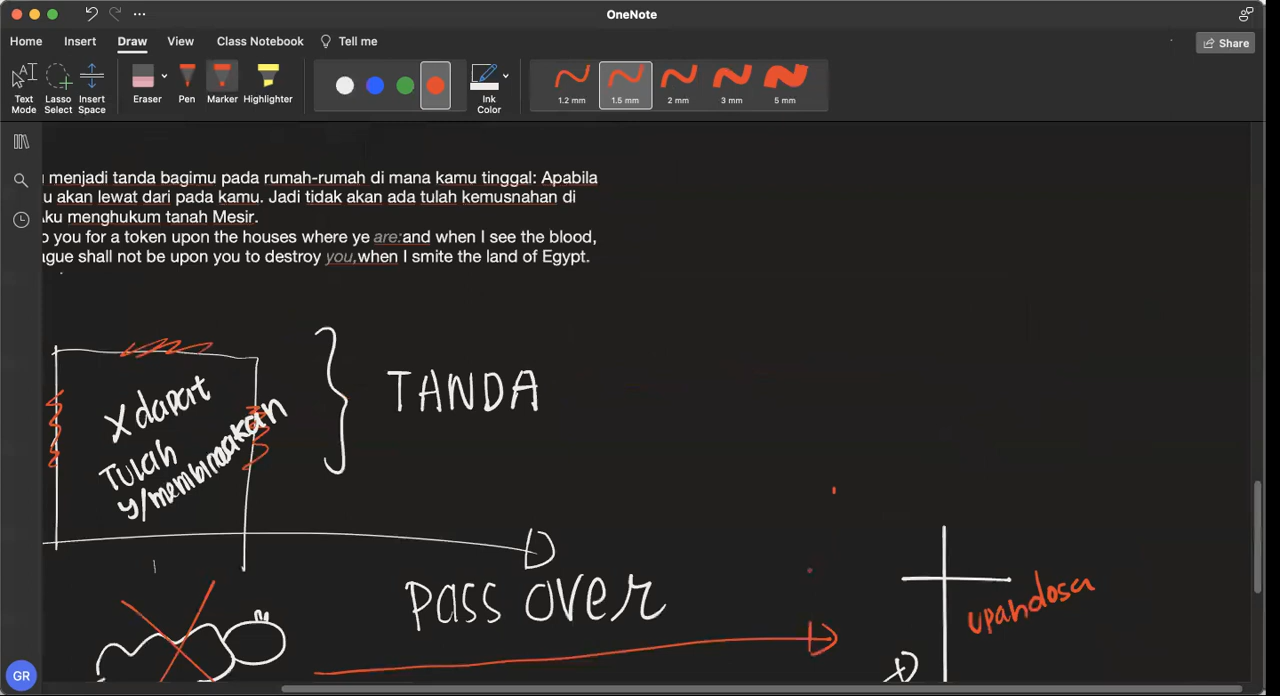 OneNote
Home Insert Draw View Class Notebook Tell me
Share
Text Mode
Lasso Select
Insert Space
Eraser
Pen
Marker
Highlighter
Ink Color
1.2 mm
1.5 mm
2 mm
3 mm
5 mm
menjadi tanda bagimu pada rumah-rumah di mana kamu tinggal: Apabila
u akan lewat dari pada kamu. Jadi tidak akan ada tulah kemusnahan di
Aku menghukum tanah Mesir.
o you for a token upon the houses where ye are:and when I see the blood,
ague shall not be upon you to destroy you,when I smite the land of Egypt.
X dapat
Tulah
y/membinasakan
TANDA
Pass over
upahdosa
GR